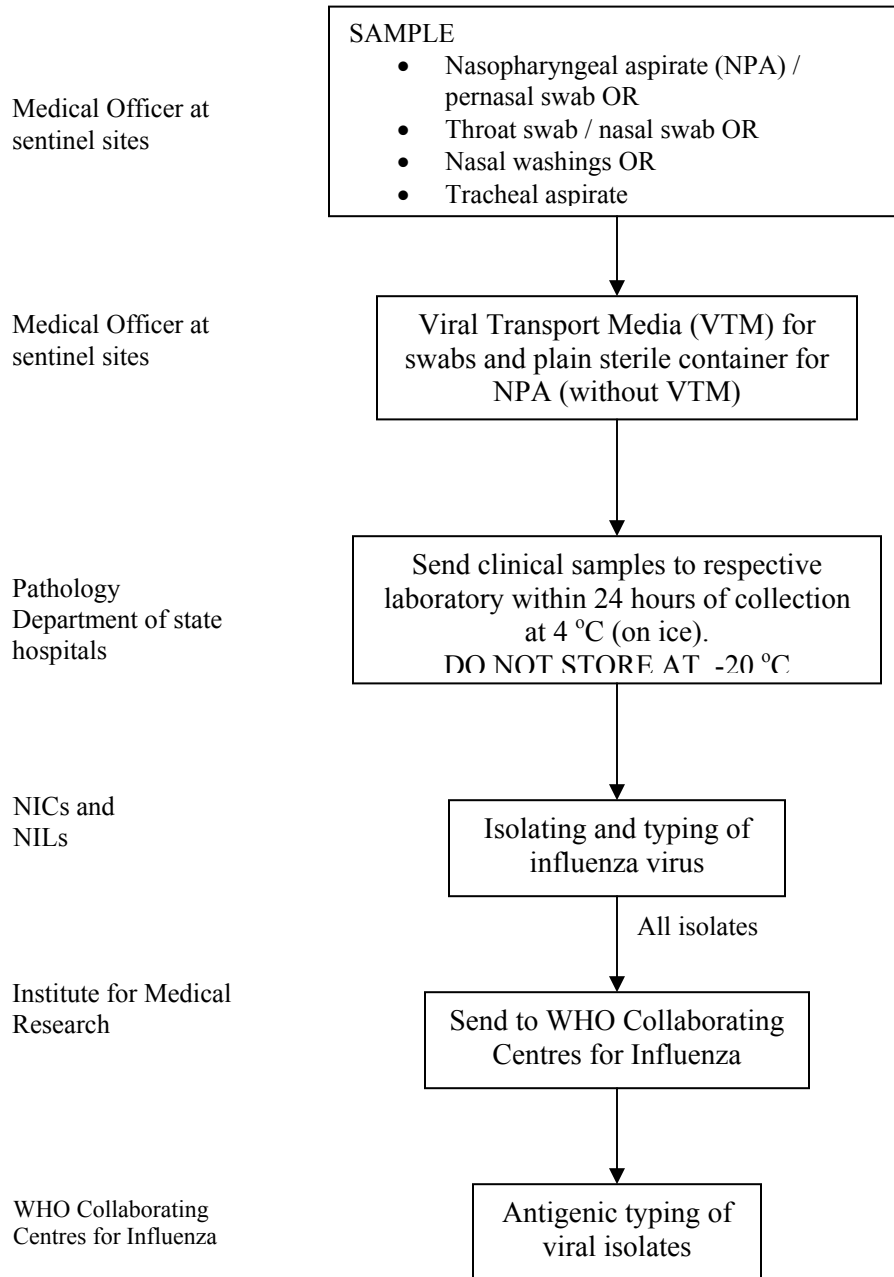 SAMPLE
• Nasopharyngeal aspirate (NPA) /
pernasal swab OR
• Throat swab / nasal swab OR
• Nasal washings OR
• Tracheal aspirate
Medical Officer at
sentinel sites
Medical Officer at
sentinel sites
Viral Transport Media (VTM) for
swabs and plain sterile container for
NPA (without VTM)
Pathology
Department of state
hospitals
Send clinical samples to respective
laboratory within 24 hours of collection
at 4 °C (on ice).
DO NOT STORE AT -20 °C
NICs and
NILs
Isolating and typing of
influenza virus
All isolates
Institute for Medical
Research
Send to WHO Collaborating
Centres for Influenza
WHO Collaborating
Centres for Influenza
Antigenic typing of
viral isolates